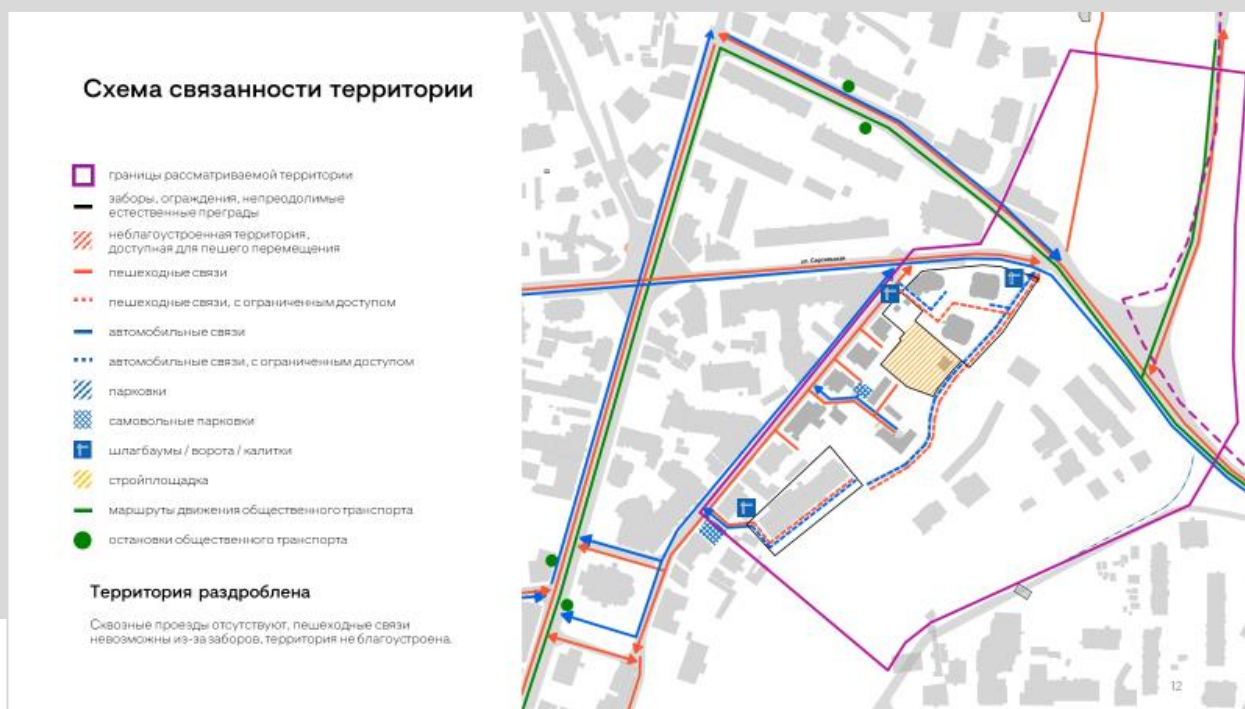 Схема связанности территории
границы рассматриваемой территории
заборы, ограждения, непреодолимые
естественные преграды
неблагоустроенная территория,
доступная для пешего перемещения
пешеходные связи
пешеходные связи, с ограниченным доступом
автомобильные связи
автомобильные связи, с ограниченным доступом
парковки
самовольные парковки
шлагбаумы / ворота / калитки
стройплощадка
маршруты движения общественного транспорта
остановки общественного транспорта
Территория раздроблена
Сквозные проезды отсутствуют, пешеходные связи
невозможны из-за заборов, территория не благоустроена.
ул.
12